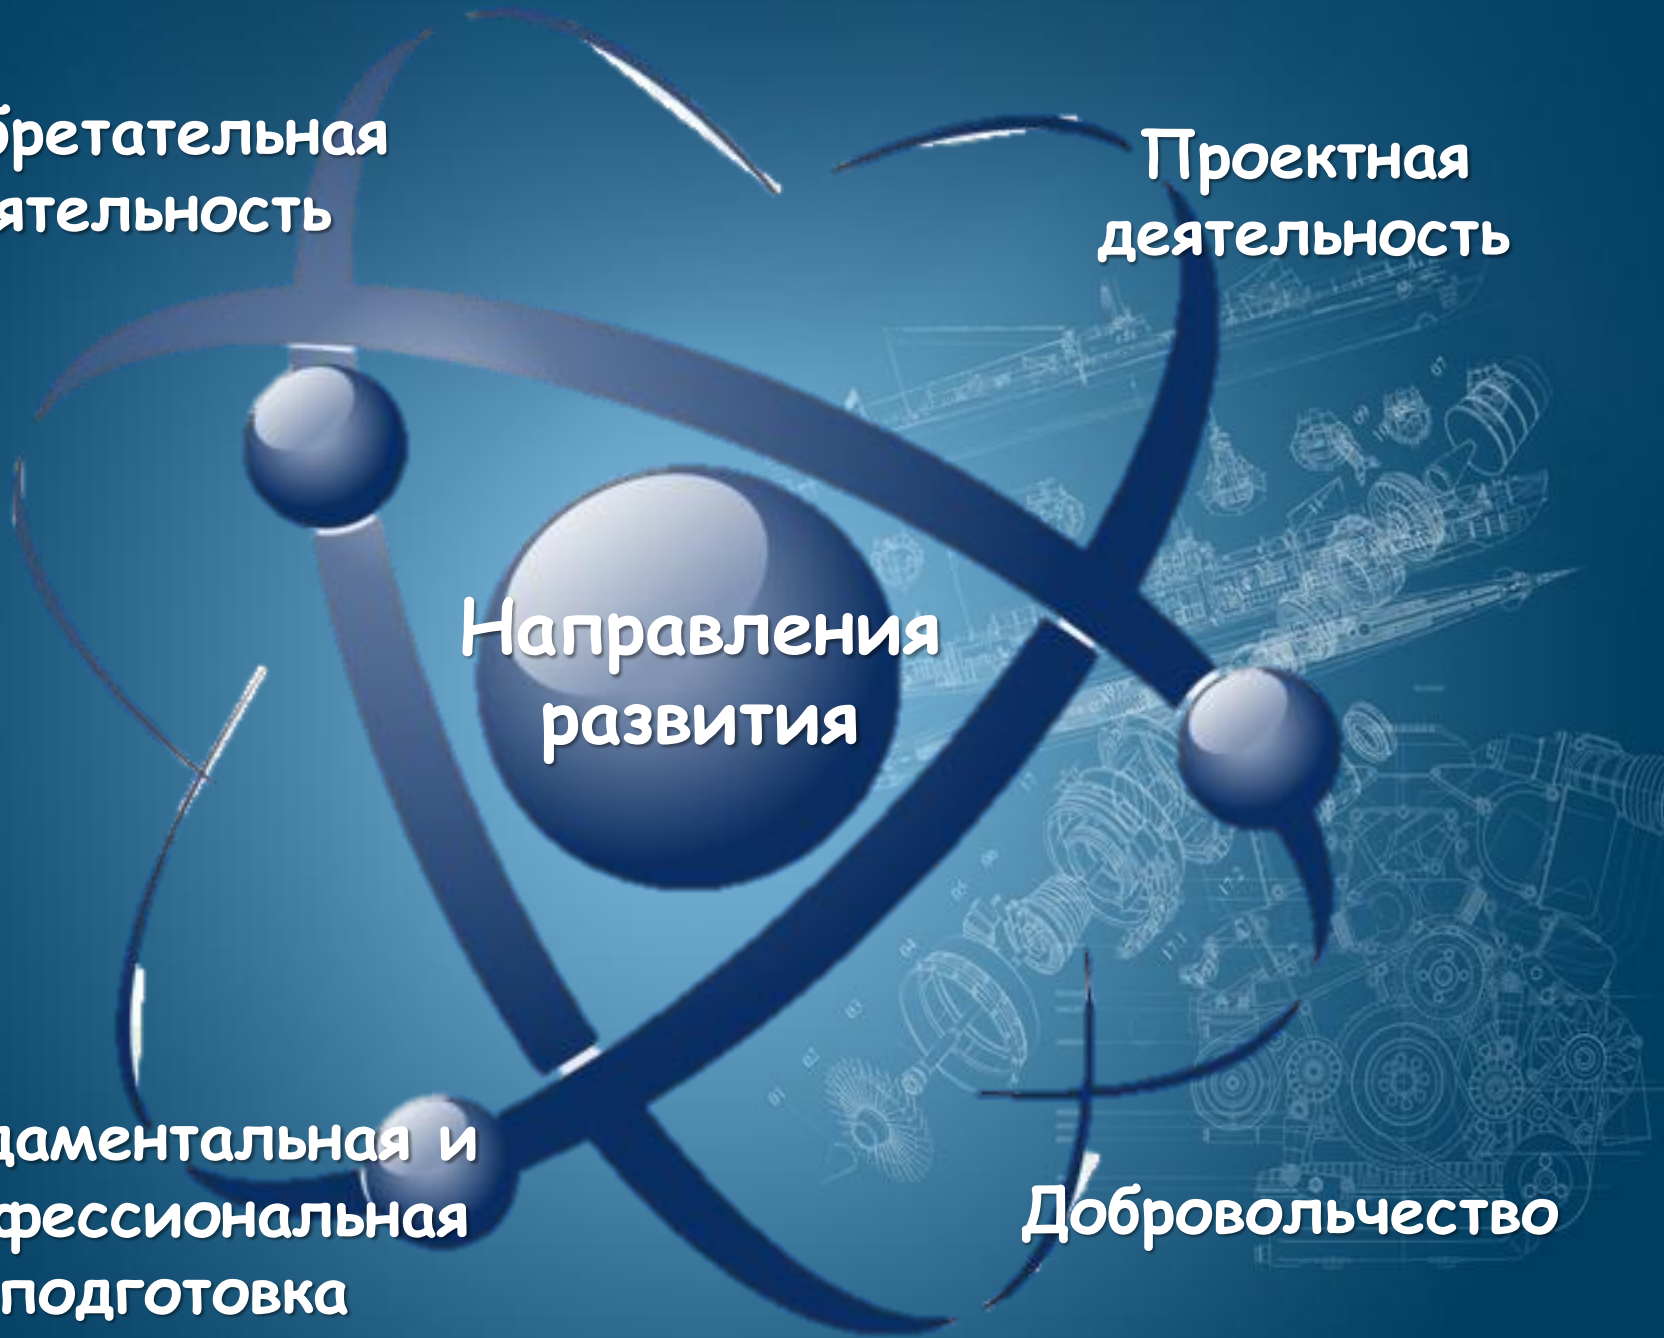 бретательная
ятельность
Проектная
деятельность
Направления
развития
даментальная и
фессиональная
подготовка
Добровольчество